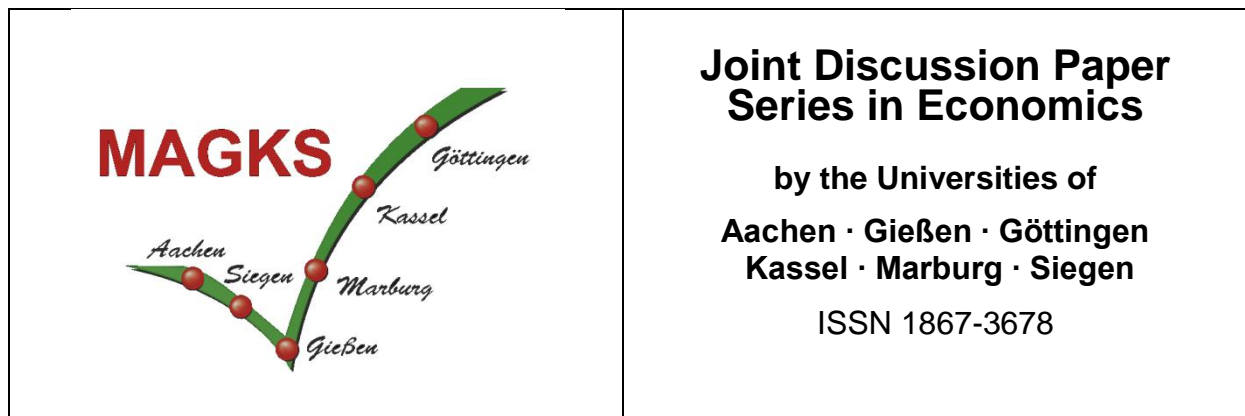 MAGKS
Göttingen
Kassel
Aachen
Siegen
Marburg
Gießen
Joint Discussion Paper
Series in Economics
by the Universities of
Aachen · Gießen · Göttingen
Kassel · Marburg · Siegen
ISSN 1867-3678